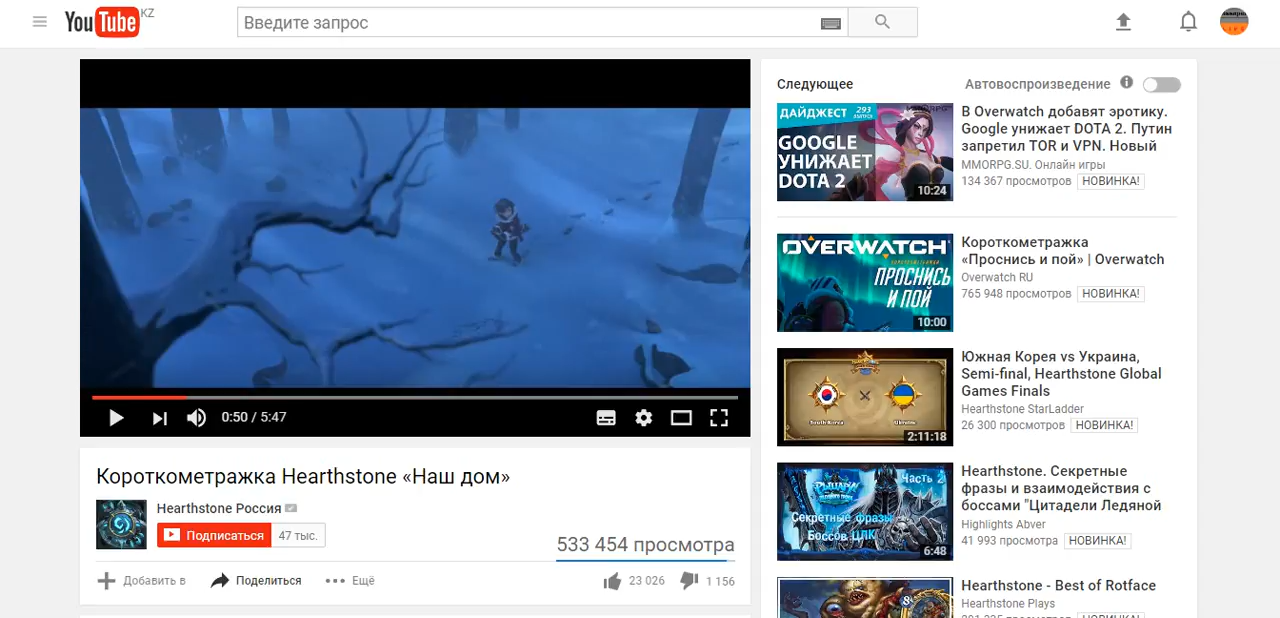 YouTube KZ
Введите запрос
0:50 / 5:47
Короткометражка Hearthstone «Наш дом»
Hearthstone Россия
Подписаться 47 тыс.
533 454 просмотра
Добавить в Поделиться Ещё 23 026 1 156
Следующее Автовоспроизведение
ДАЙДЖЕСТ 293 ВЫПУСК
GOOGLE
УНИЖАЕТ
DOTA 2
10:24
В Overwatch добавят эротику.
Google унижает DOTA 2. Путин
запретил TOR и VPN. Новый
MMORPG.SU. Онлайн игры
134 367 просмотров НОВИНКА!
OVERWATCH
КОРОТКОМЕТРАЖКА
ПРОСНИСЬ
И ПОЙ
10:00
Короткометражка
«Проснись и пой» | Overwatch
Overwatch RU
765 948 просмотров НОВИНКА!
South Korea Ukraine
2:11:18
Южная Корея vs Украина,
Semi-final, Hearthstone Global
Games Finals
Hearthstone StarLadder
26 300 просмотров НОВИНКА!
Часть 2
РЫЦАРИ
Секретные фразы
Боссов ЦЛК
6:48
Hearthstone. Секретные
фразы и взаимодействия с
боссами "Цитадели Ледяной
Highlights Abver
41 993 просмотра НОВИНКА!
8
Hearthstone - Best of Rotface
Hearthstone Plays